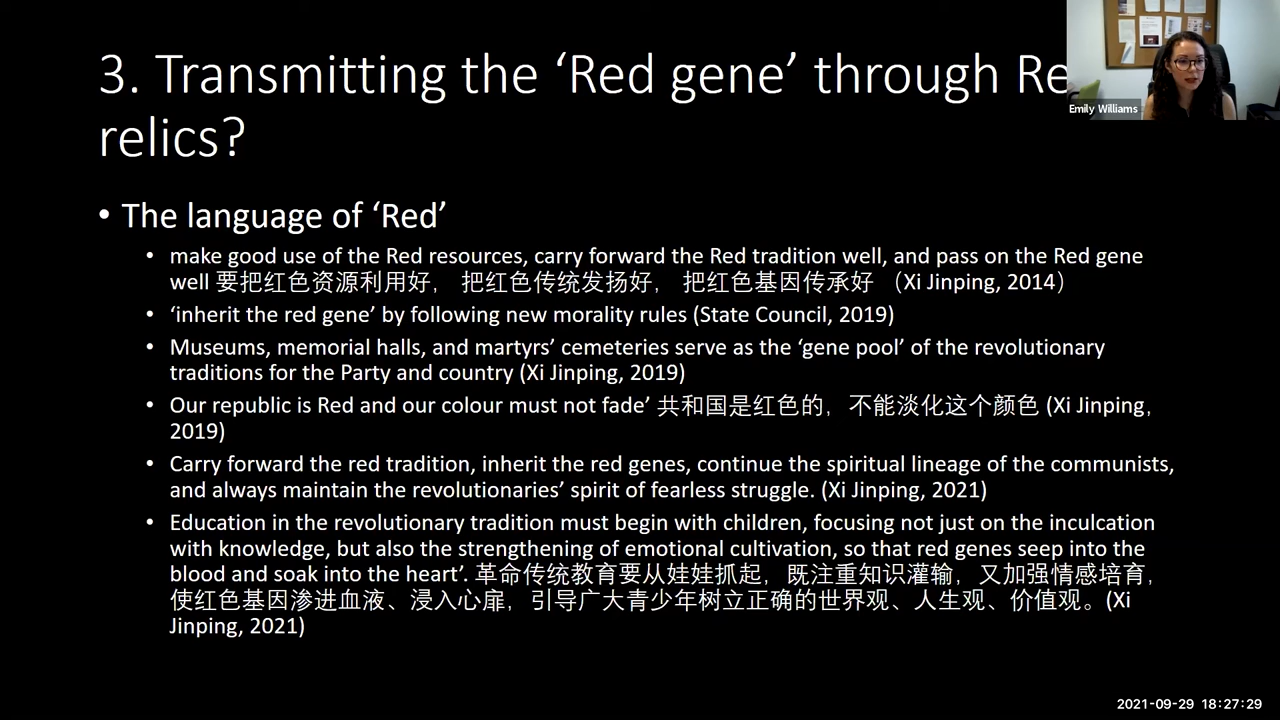 3. Transmitting the ‘Red gene’ through Re
relics?
• The language of ‘Red’
• make good use of the Red resources, carry forward the Red tradition well, and pass on the Red gene
well 要把红色资源利用好， 把红色传统发扬好， 把红色基因传承好 （Xi Jinping, 2014）
• ‘inherit the red gene’ by following new morality rules (State Council, 2019)
• Museums, memorial halls, and martyrs’ cemeteries serve as the ‘gene pool’ of the revolutionary
traditions for the Party and country (Xi Jinping, 2019)
• Our republic is Red and our colour must not fade’ 共和国是红色的，不能淡化这个颜色 (Xi Jinping,
2019)
• Carry forward the red tradition, inherit the red genes, continue the spiritual lineage of the communists,
and always maintain the revolutionaries’ spirit of fearless struggle. (Xi Jinping, 2021)
• Education in the revolutionary tradition must begin with children, focusing not just on the inculcation
with knowledge, but also the strengthening of emotional cultivation, so that red genes seep into the
blood and soak into the heart’. 革命传统教育要从娃娃抓起，既注重知识灌输，又加强情感培育，
使红色基因渗进血液、浸入心扉，引导广大青少年树立正确的世界观、人生观、价值观。(Xi
Jinping, 2021)
Emily Williams
2021-09-29 18:27:29